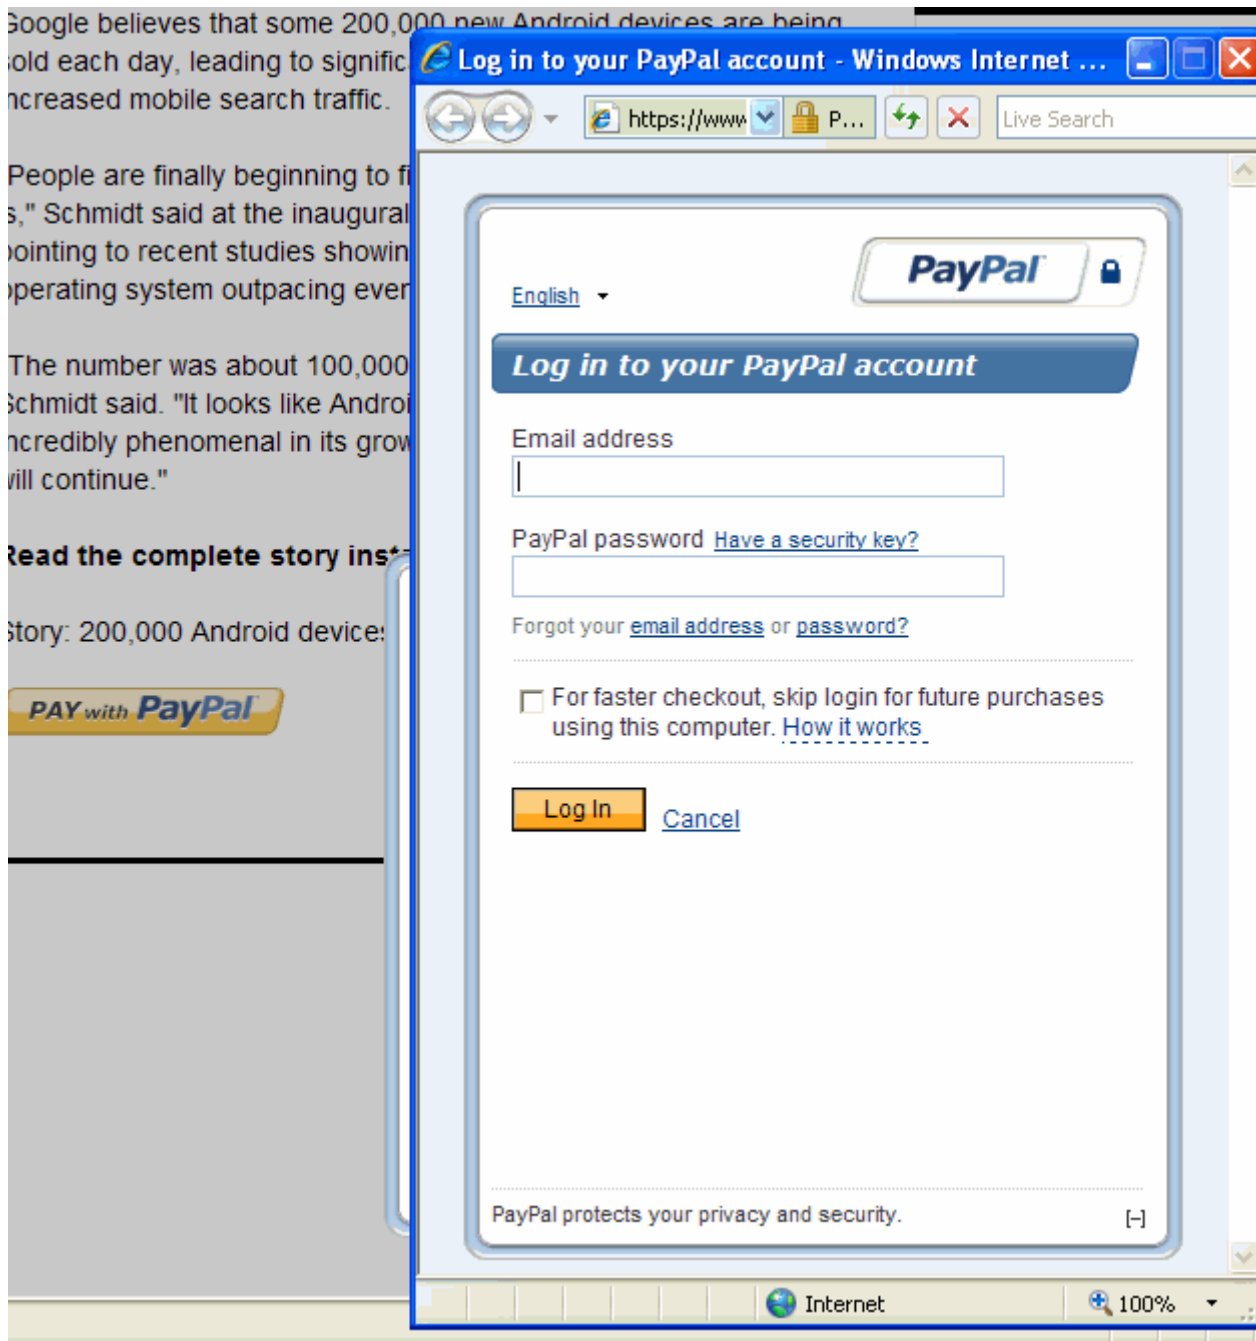 Google believes that some 200,000 new Android devices are being
sold each day, leading to signific
increased mobile search traffic.
"People are finally beginning to fi
is," Schmidt said at the inaugural
pointing to recent studies showin
operating system outpacing ever
"The number was about 100,000
Schmidt said. "It looks like Androi
incredibly phenomenal in its grow
will continue."
Read the complete story insta
Story: 200,000 Android devices
PAY with PayPal
Log in to your PayPal account - Windows Internet ...
https://www
P...
Live Search
PayPal
English
Log in to your PayPal account
Email address
PayPal password Have a security key?
Forgot your email address or password?
For faster checkout, skip login for future purchases
using this computer. How it works
Log In Cancel
PayPal protects your privacy and security. [–]
Internet
100%